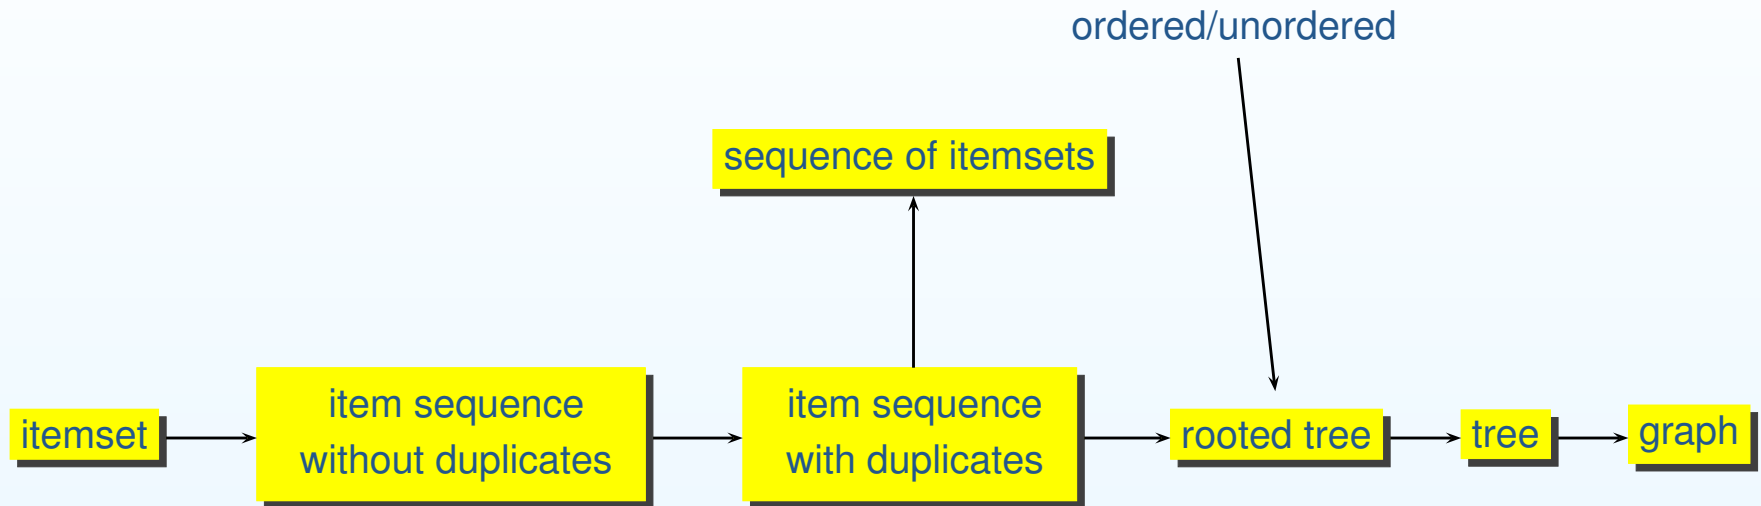 ordered/unordered
sequence of itemsets
itemset
item sequence
without duplicates
item sequence
with duplicates
rooted tree
tree
graph